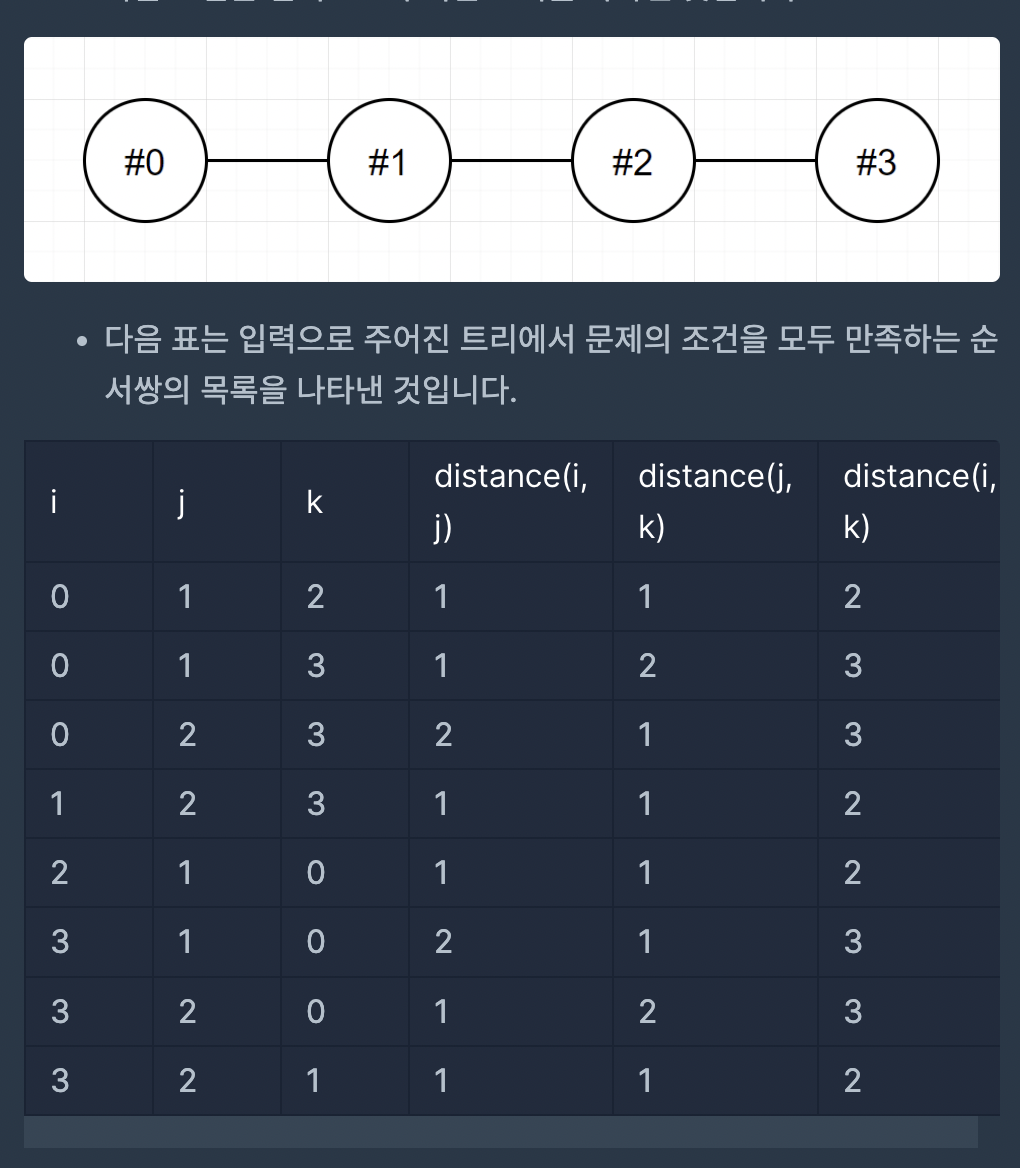 #0 #1 #2 #3
다음 표는 입력으로 주어진 트리에서 문제의 조건을 모두 만족하는 순
서쌍의 목록을 나타낸 것입니다.
i j k distance(i, j) distance(j, k) distance(i, k)
0 1 2 1 1 2
0 1 3 1 2 3
0 2 3 2 1 3
1 2 3 1 1 2
2 1 0 1 1 2
3 1 0 2 1 3
3 2 0 1 2 3
3 2 1 1 1 2